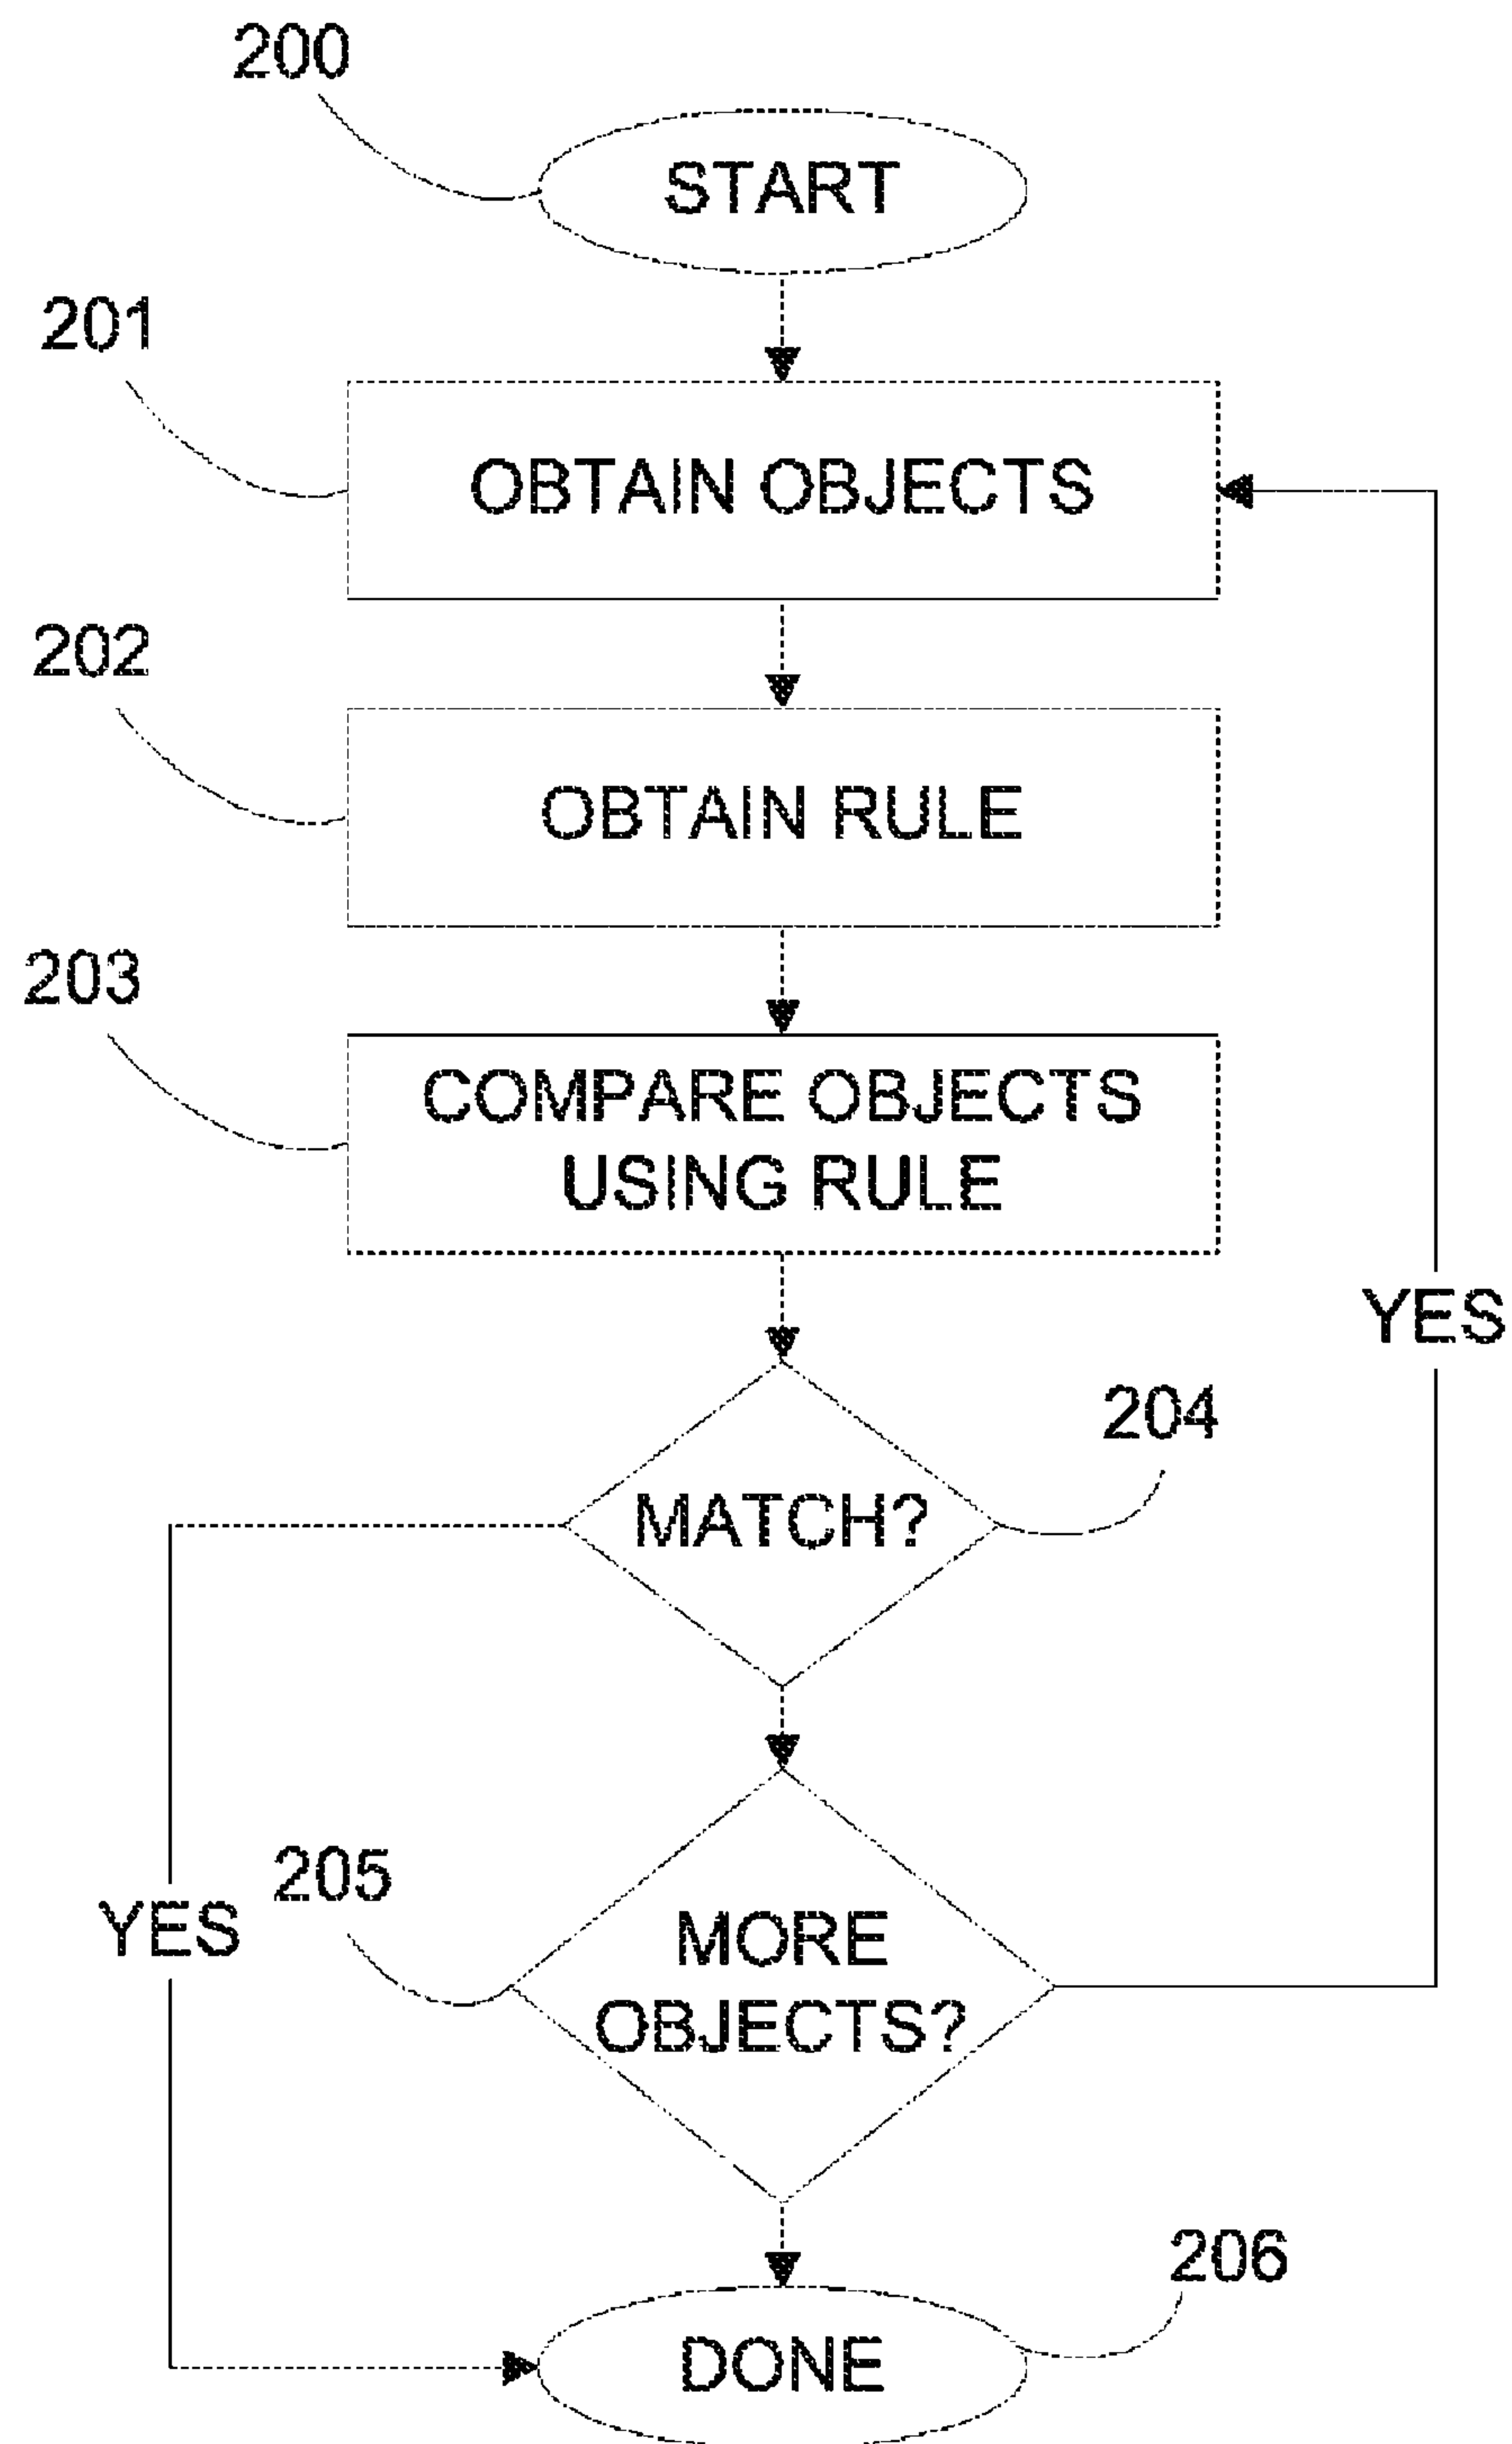 200
START
201
OBTAIN OBJECTS
202
OBTAIN RULE
203
COMPARE OBJECTS
USING RULE
YES
204
MATCH?
205
YES
MORE
OBJECTS?
206
DONE